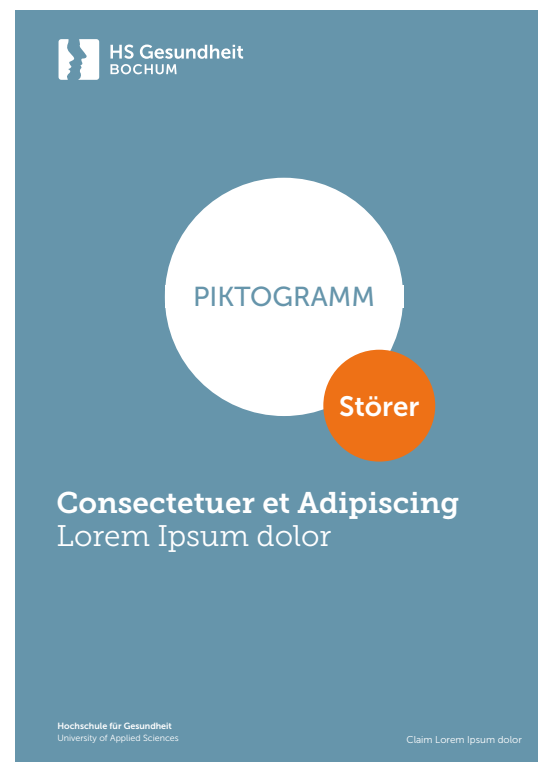 HS Gesundheit
BOCHUM
PIKTOGRAMM
Störer
Consectetuer et Adipiscing
Lorem Ipsum dolor
Hochschule für Gesundheit
University of Applied Sciences
Claim Lorem Ipsum dolor